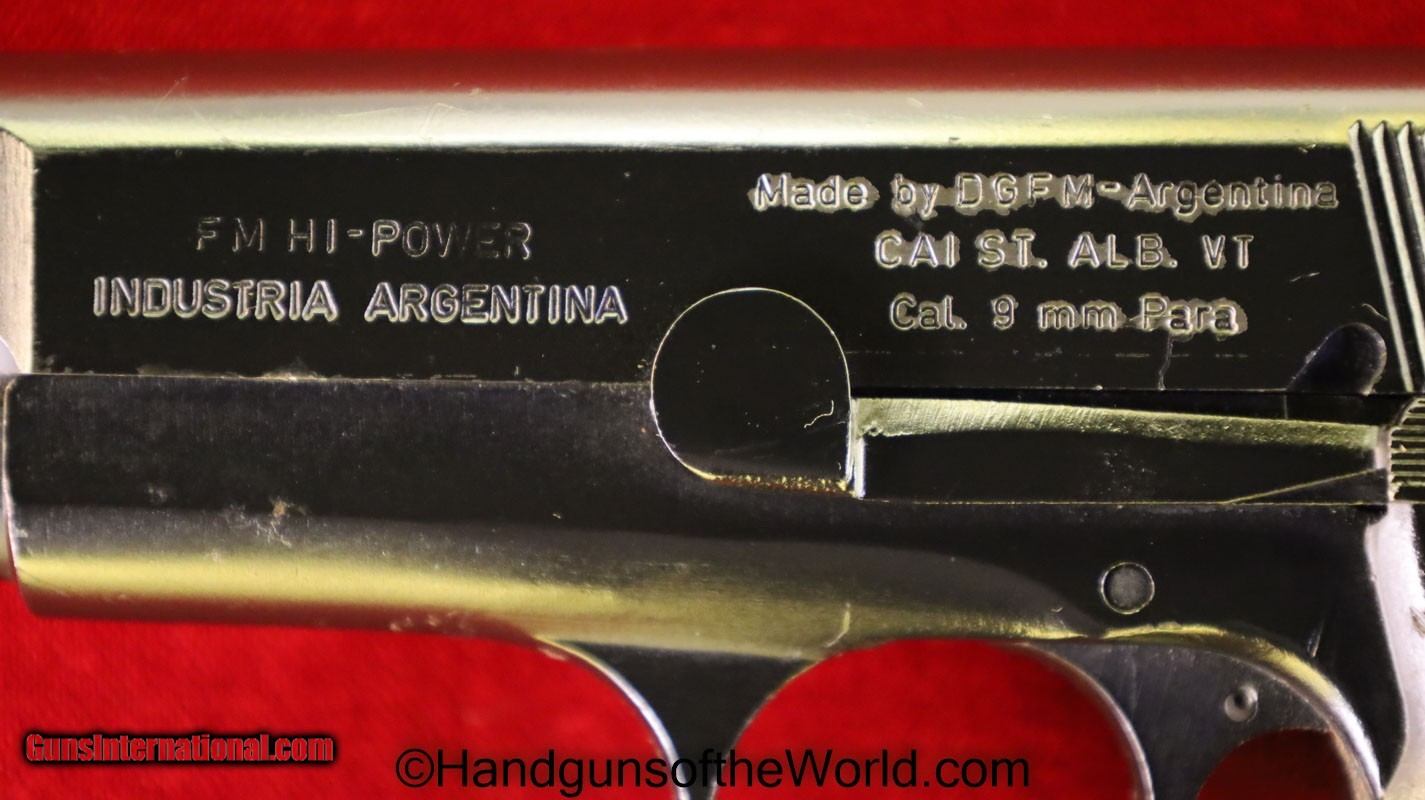 FM HI-POWER
INDUSTRIA ARGENTINA
Made by DGFM-Argentina
CAI ST. ALB. VT
Cal. 9 mm Para
GunsInternational.com
©HandgunsoftheWorld.com